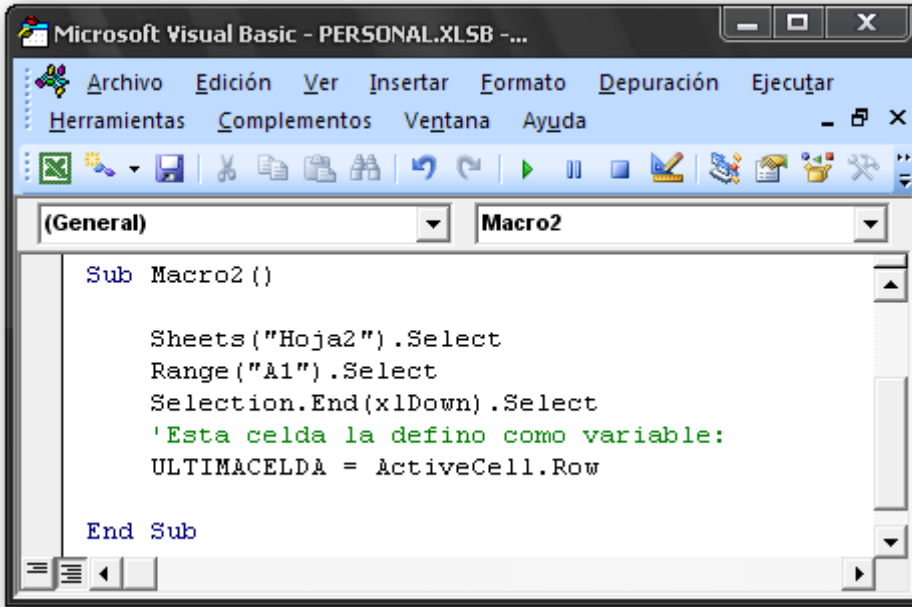 Microsoft Visual Basic - PERSONAL.XLSB -...
Archivo Edición Ver Insertar Formato Depuración Ejecutar
Herramientas Complementos Ventana Ayuda
(General) Macro2
Sub Macro2()
Sheets("Hoja2").Select
Range("A1").Select
Selection.End(xlDown).Select
'Esta celda la defino como variable:
ULTIMACELDA = ActiveCell.Row
End Sub